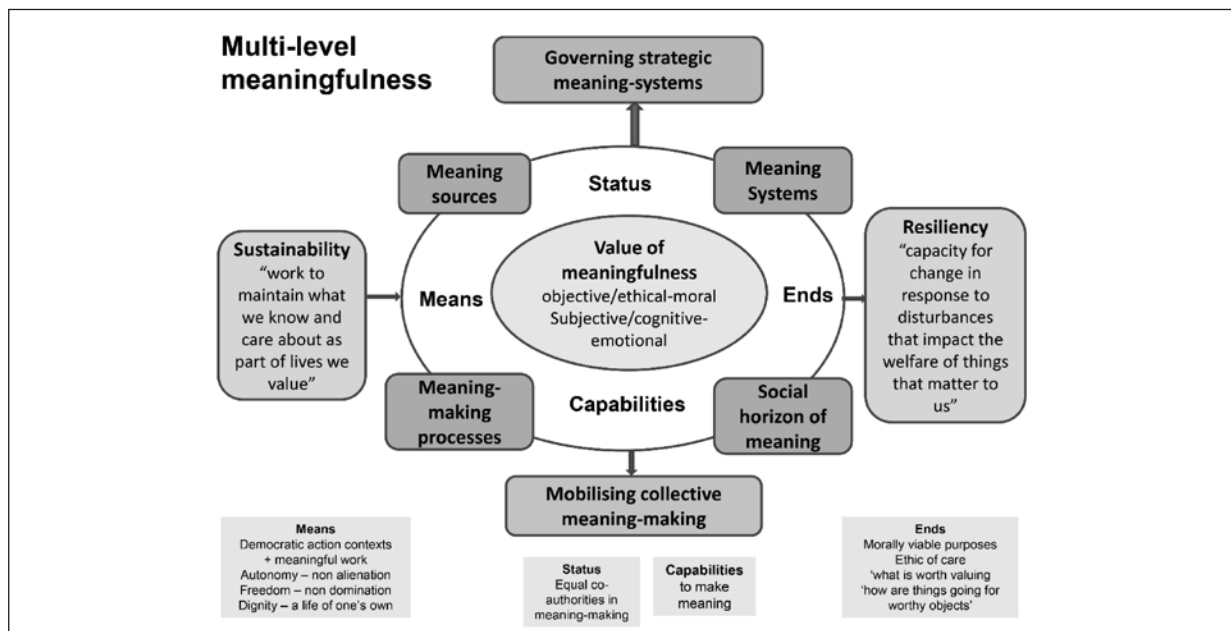 Multi-level
meaningfulness
Governing strategic
meaning-systems
Meaning
sources
Status
Meaning
Systems
Sustainability
“work to
maintain what
we know and
care about as
part of lives we
value”
Means
Value of
meaningfulness
objective/ethical-moral
Subjective/cognitive-
emotional
Ends
Resiliency
“capacity for
change in
response to
disturbances
that impact the
welfare of things
that matter to
us”
Meaning-
making
processes
Capabilities
Social
horizon of
meaning
Mobilising collective
meaning-making
Means
Democratic action contexts
+ meaningful work
Autonomy – non alienation
Freedom – non domination
Dignity – a life of one’s own
Status
Equal co-
authorities in
meaning-making
Capabilities
to make
meaning
Ends
Morally viable purposes
Ethic of care
‘what is worth valuing
‘how are things going for
worthy objects’